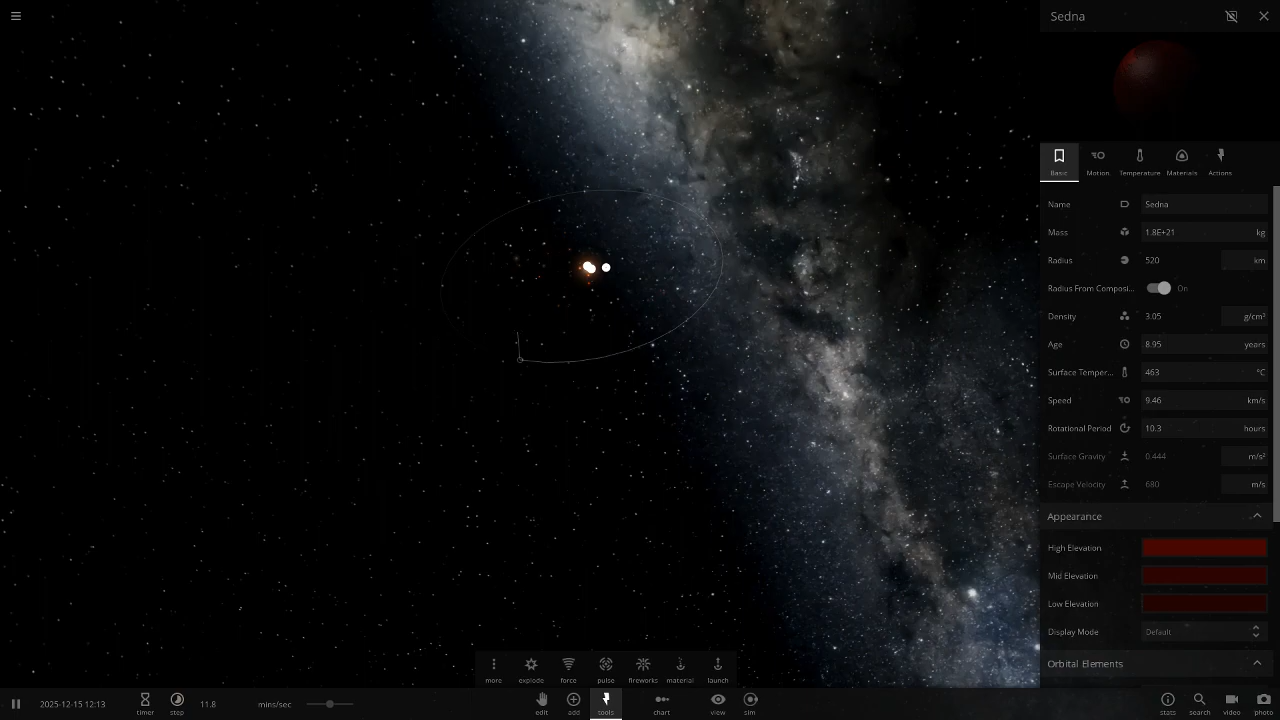 Sedna
Basic Motion Temperature Materials Actions
Name Sedna
Mass 1.8E+21 kg
Radius 520 km
Radius From Composi... On
Density 3.05 g/cm³
Age 8.95 years
Surface Temper... 463 °C
Speed 9.46 km/s
Rotational Period 10.3 hours
Surface Gravity 0.444 m/s²
Escape Velocity 680 m/s
Appearance
High Elevation
Mid Elevation
Low Elevation
Display Mode Default
Orbital Elements
more explode force pulse fireworks material launch
2025-12-15 12:13 timer step 11.8 mins/sec edit add tools chart view sim stats search video photo